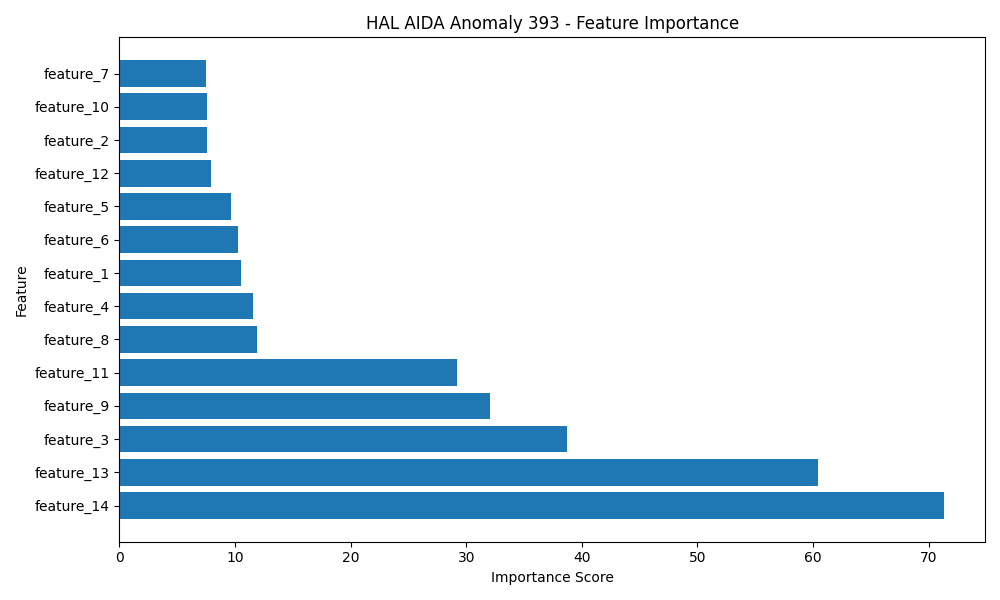 HAL AIDA Anomaly 393 - Feature Importance
feature_7
feature_10
feature_2
feature_12
feature_5
feature_6
feature_1
feature_4
feature_8
feature_11
feature_9
feature_3
feature_13
feature_14
Feature
0 10 20 30 40 50 60 70
Importance Score